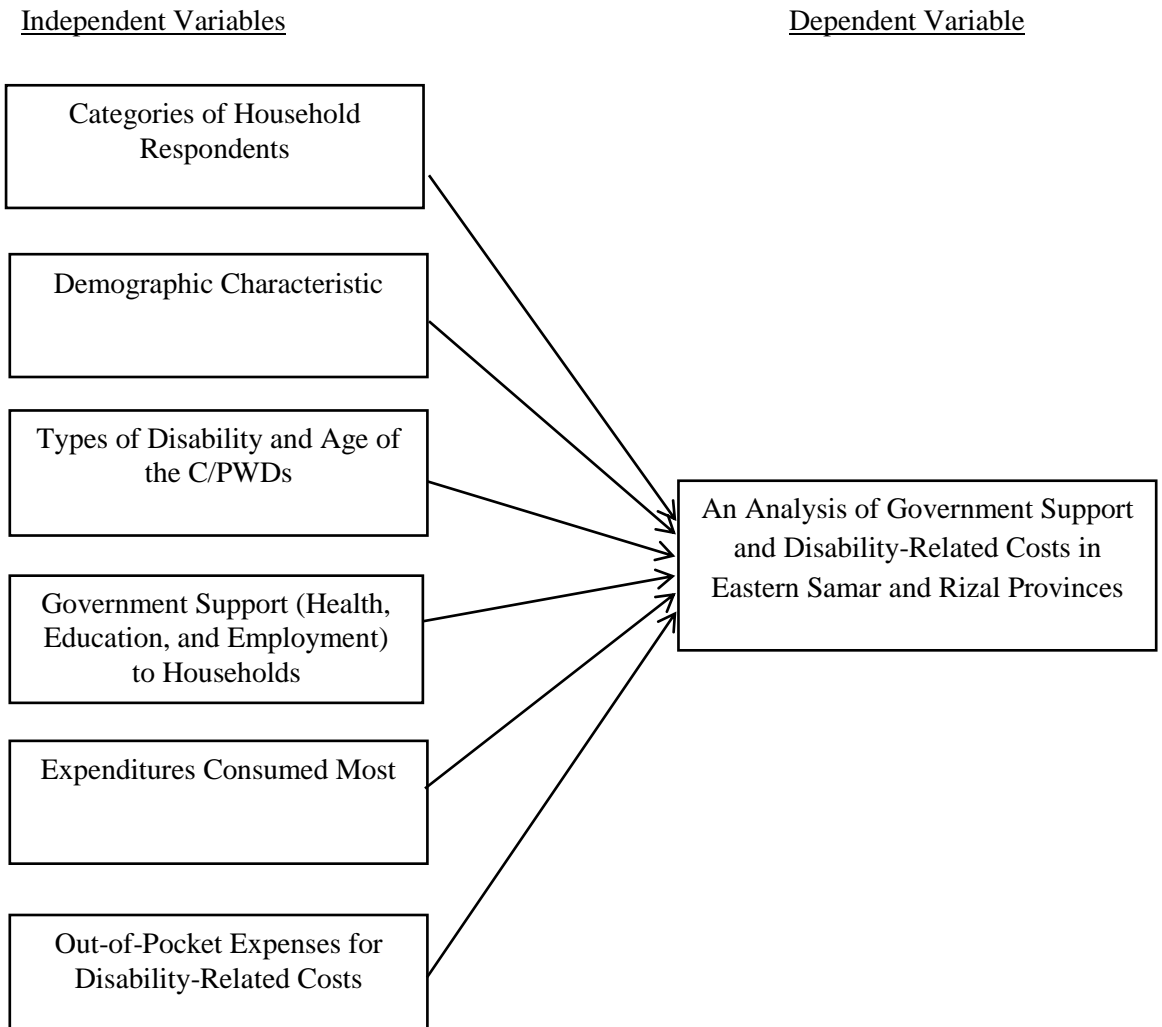 Independent Variables
Dependent Variable
Categories of Household
Respondents
Demographic Characteristic
Types of Disability and Age of
the C/PWDs
Government Support (Health,
Education, and Employment)
to Households
Expenditures Consumed Most
Out-of-Pocket Expenses for
Disability-Related Costs
An Analysis of Government Support
and Disability-Related Costs in
Eastern Samar and Rizal Provinces